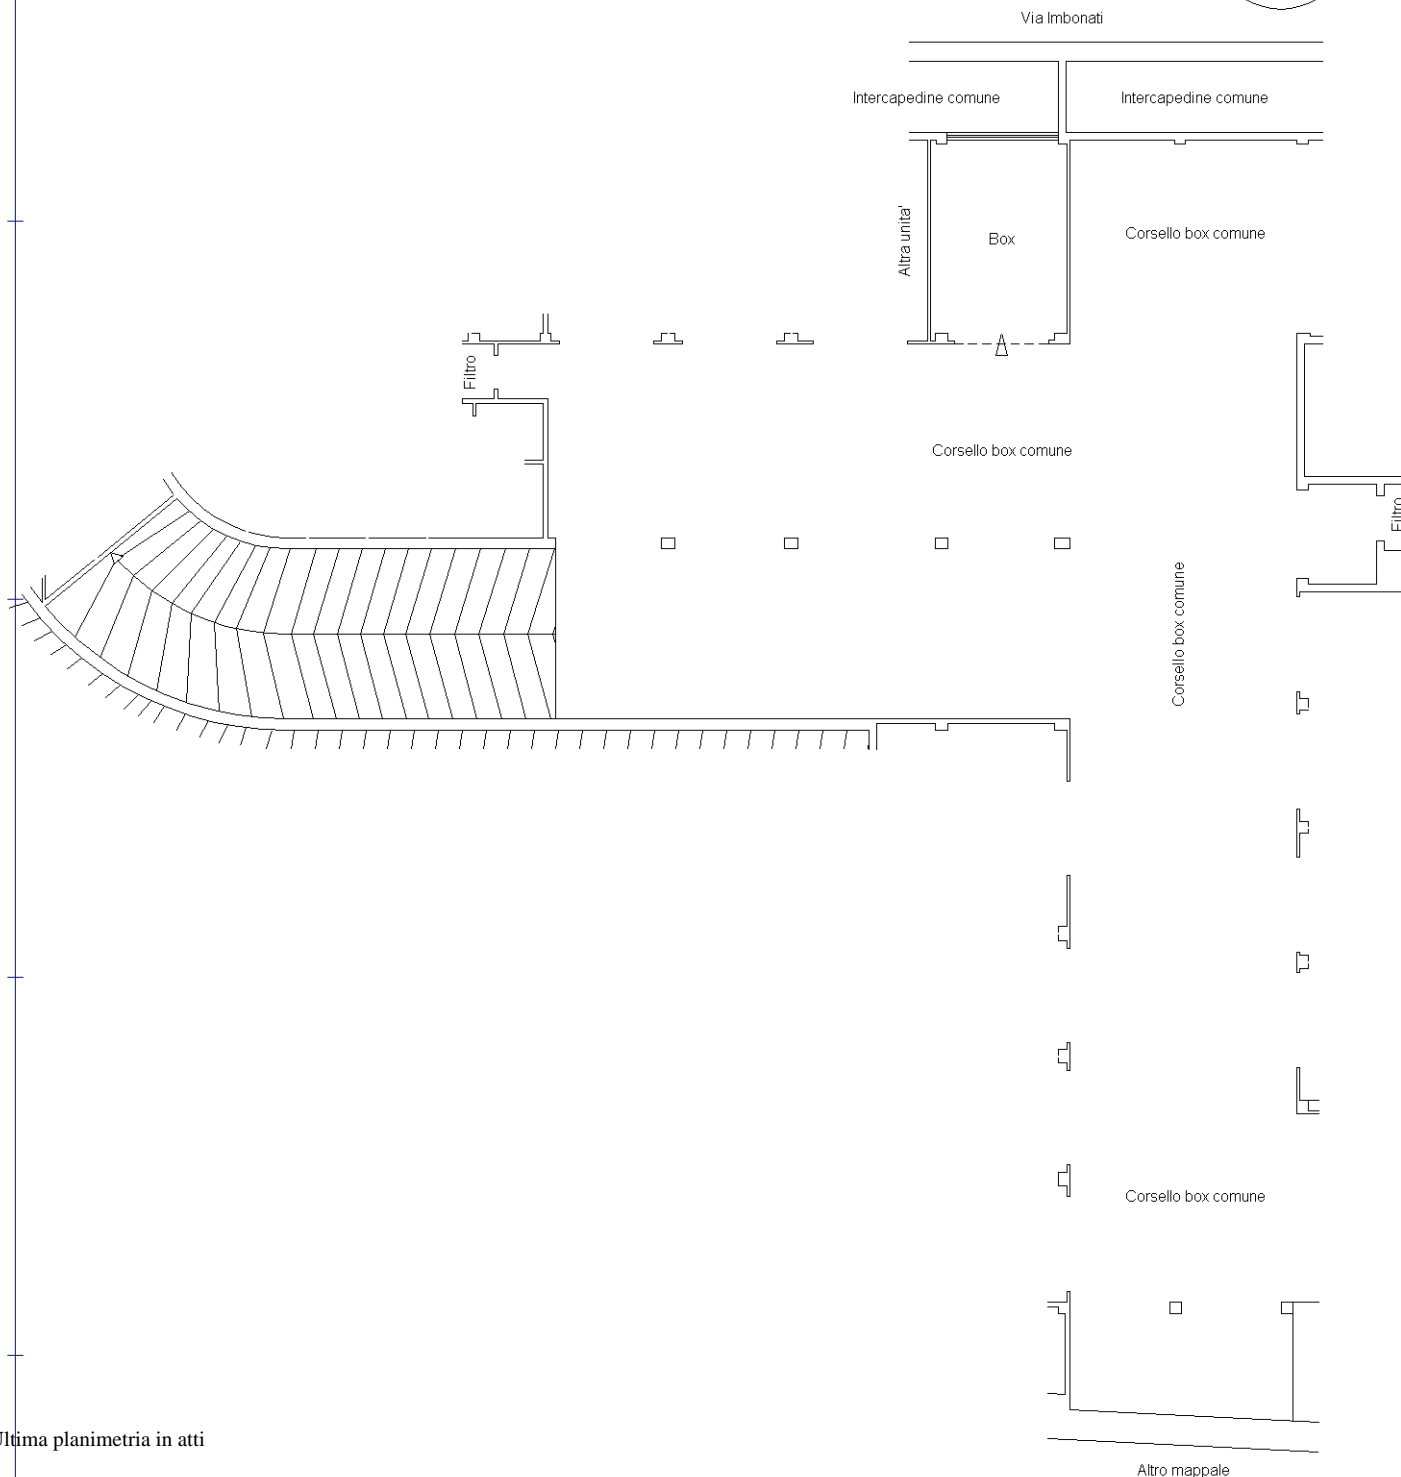 Via Imbonati
Intercapedine comune
Intercapedine comune
Altra unita'
Box
Corsello box comune
Filtro
Corsello box comune
Filtro
Corsello box comune
Corsello box comune
Ultima planimetria in atti
Altro mappale